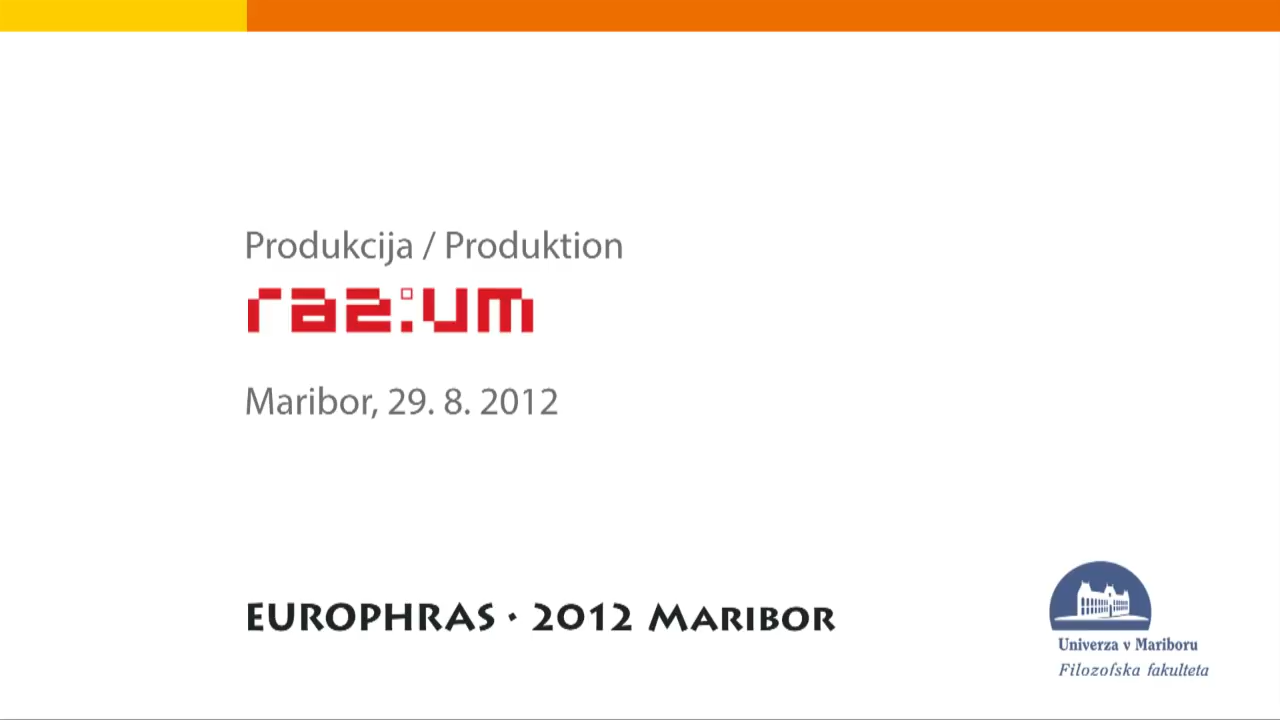 Produkcija / Produktion
raz:um
Maribor, 29. 8. 2012
EUROPHRAS · 2012 MARIBOR
Univerza v Mariboru
Filozofska fakulteta